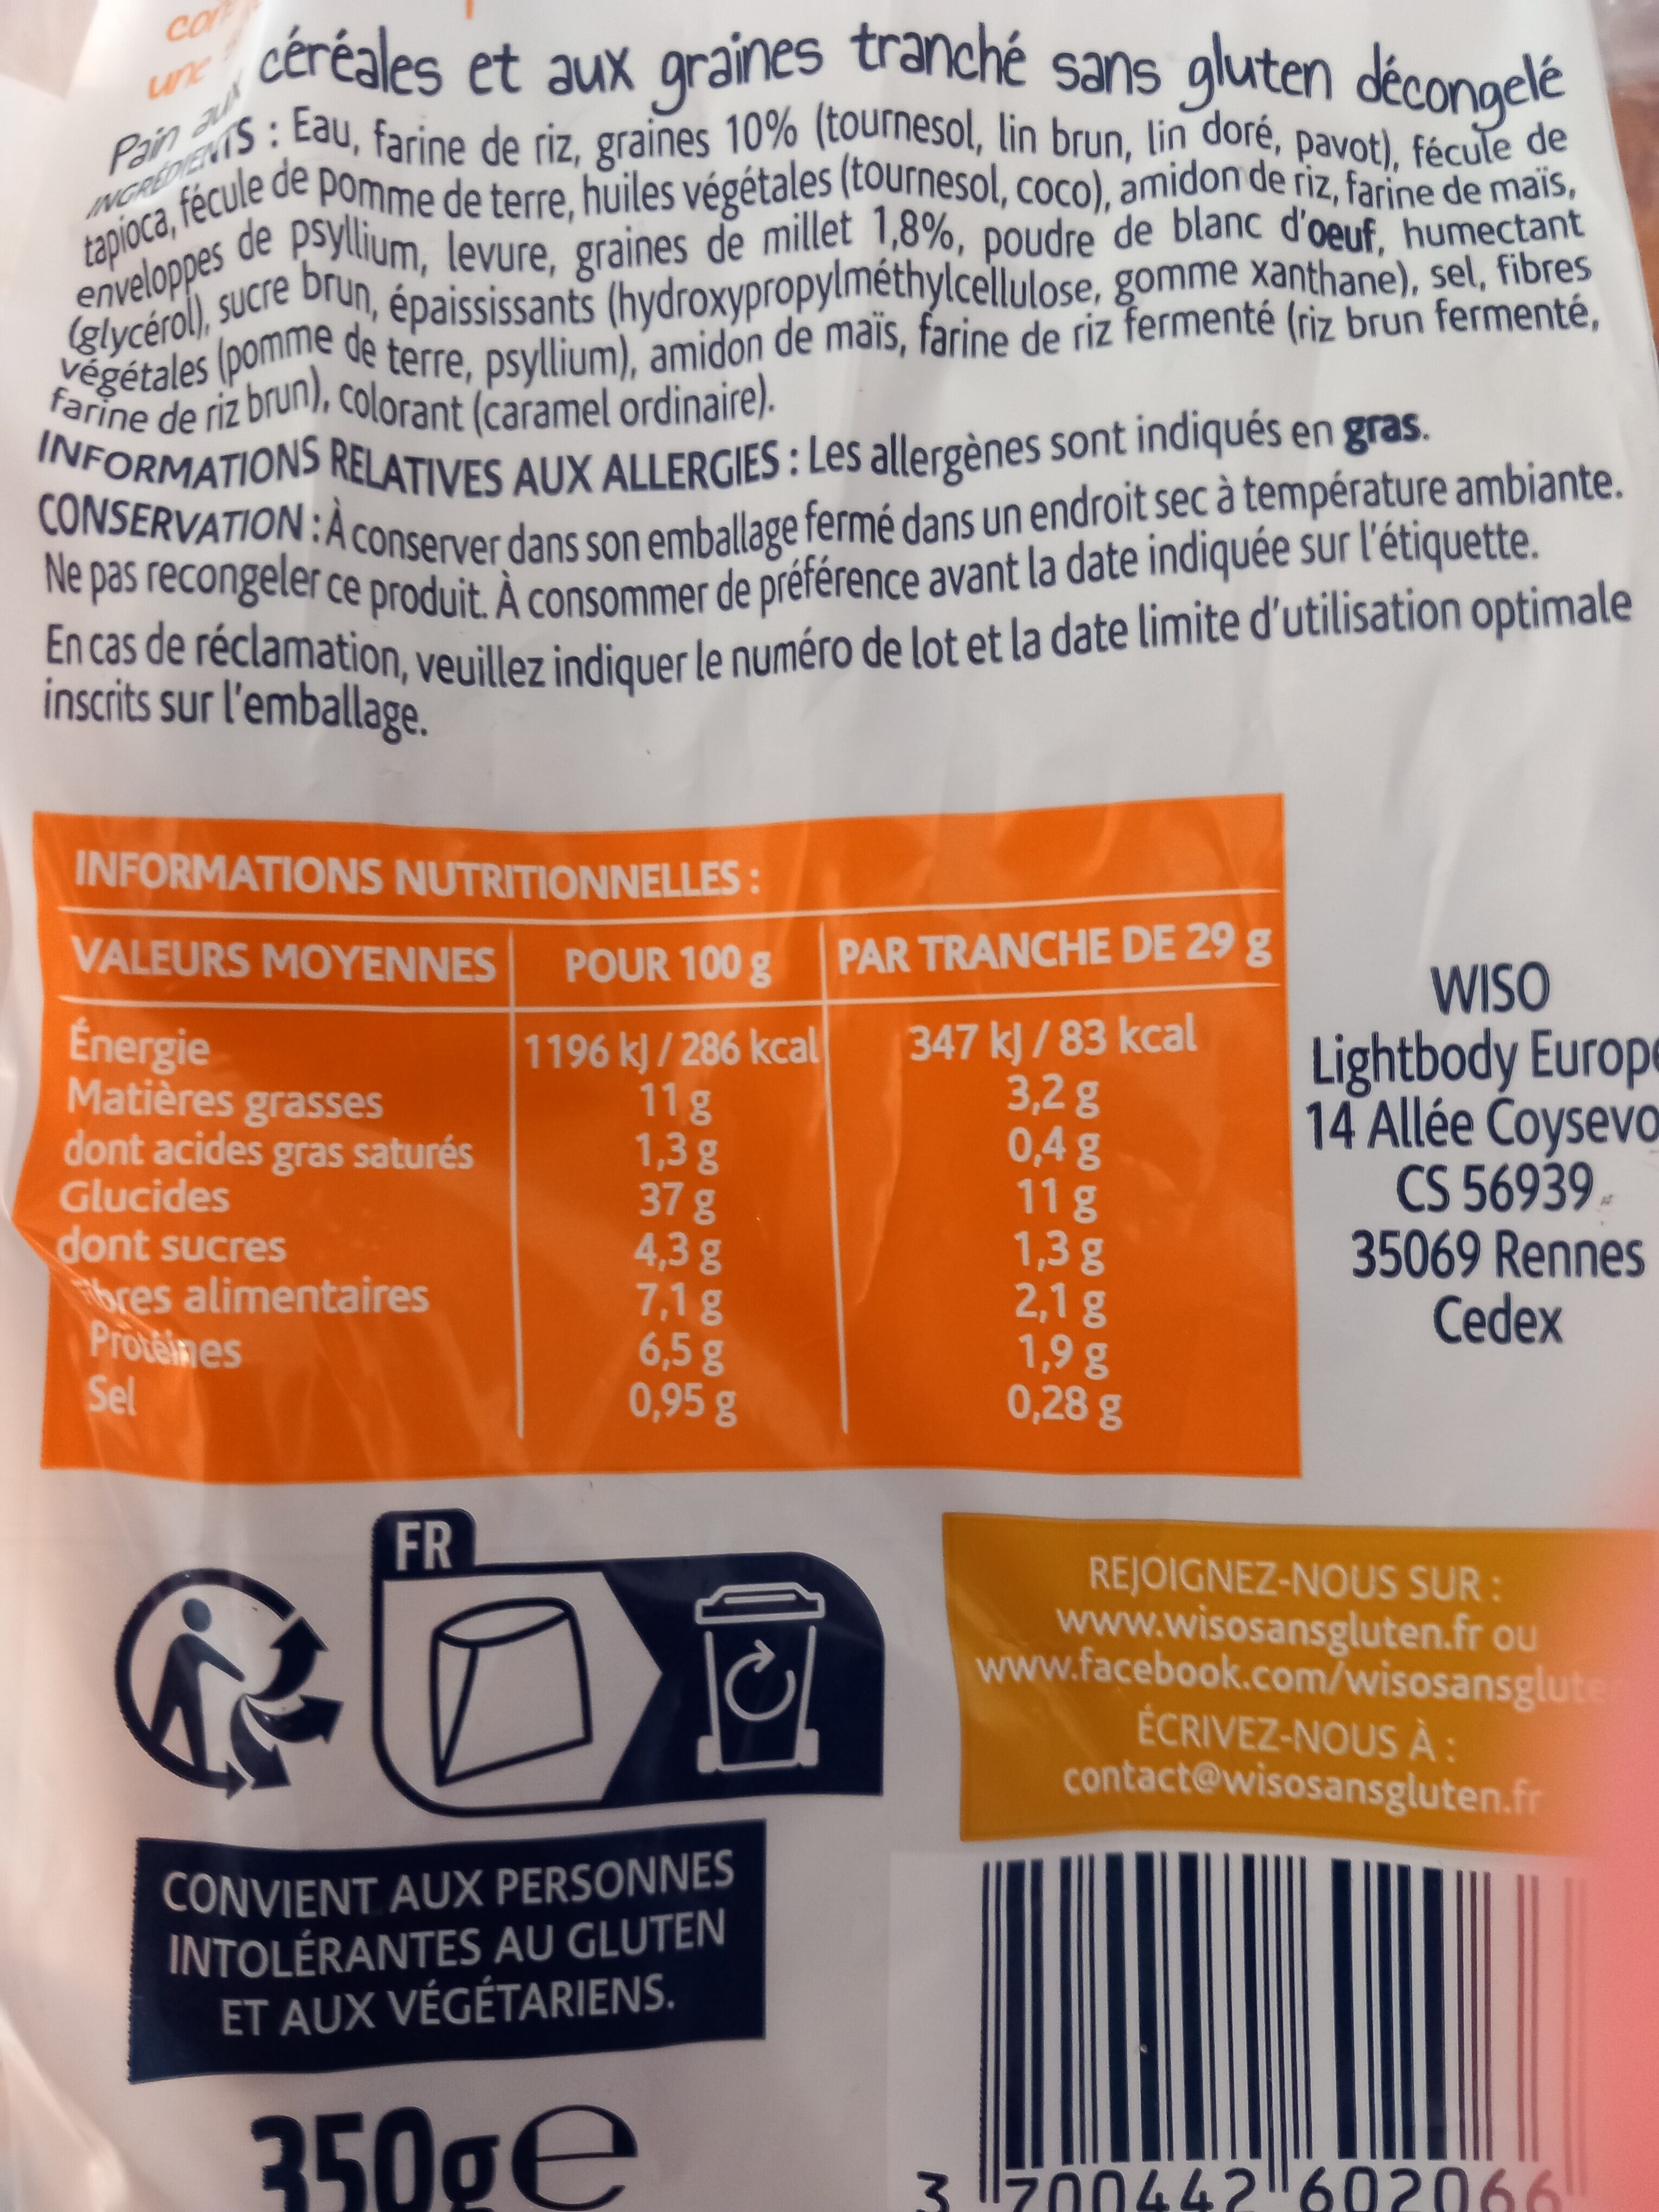 une
Pain aux céréales et aux graines tranché sans gluten décongelé
INGRÉDIENTS : Eau, farine de riz, graines 10% (tournesol, lin brun, lin doré, pavot), fécule de
tapioca, fécule de pomme de terre, huiles végétales (tournesol, coco), amidon de riz, farine de maïs,
enveloppes de psyllium, levure, graines de millet 1,8%, poudre de blanc d'oeuf, humectant
(glycérol), sucre brun, épaississants (hydroxypropylméthylcellulose, gomme xanthane), sel, fibres
végétales (pomme de terre, psyllium), amidon de maïs, farine de riz fermenté (riz brun fermenté,
farine de riz brun), colorant (caramel ordinaire).
INFORMATIONS RELATIVES AUX ALLERGIES : Les allergènes sont indiqués en gras.
CONSERVATION : À conserver dans son emballage fermé dans un endroit sec à température ambiante.
Ne pas recongeler ce produit. À consommer de préférence avant la date indiquée sur l'étiquette.
En cas de réclamation, veuillez indiquer le numéro de lot et la date limite d'utilisation optimale
inscrits sur l'emballage.
INFORMATIONS NUTRITIONNELLES :
VALEURS MOYENNES POUR 100 g PAR TRANCHE DE 29 g
Énergie 1196 kJ / 286 kcal 347 kJ / 83 kcal
Matières grasses 11 g 3,2 g
dont acides gras saturés 1,3 g 0,4 g
Glucides 37 g 11 g
dont sucres 4,3 g 1,3 g
fibres alimentaires 7,1 g 2,1 g
Protéines 6,5 g 1,9 g
Sel 0,95 g 0,28 g
WISO
Lightbody Europe
14 Allée Coysevo
CS 56939
35069 Rennes
Cedex
FR
REJOIGNEZ-NOUS SUR :
www.wisosansgluten.fr ou
www.facebook.com/wisosansglute
ÉCRIVEZ-NOUS À :
contact@wisosansgluten.fr
CONVIENT AUX PERSONNES
INTOLÉRANTES AU GLUTEN
ET AUX VÉGÉTARIENS.
350g e
3 700442 602066